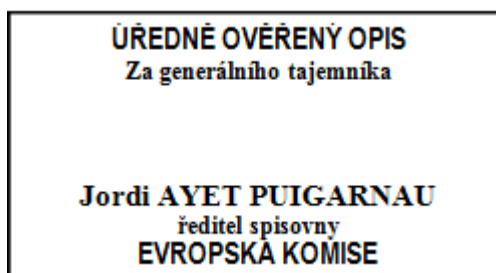 ÚŘEDNĚ OVĚŘENÝ OPIS
Za generálního tajemníka
Jordi AYET PUIGARNAU
ředitel spisovny
EVROPSKÁ KOMISE